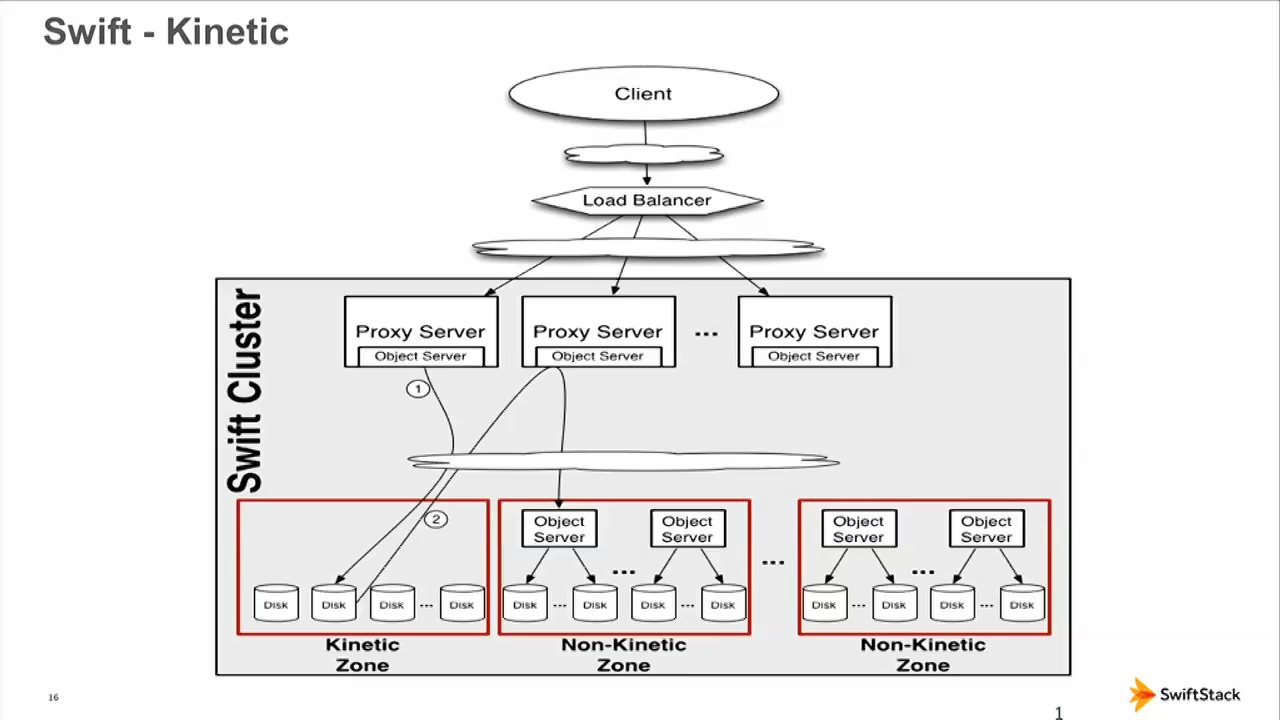 Swift - Kinetic
Client
Load Balancer
Swift Cluster
Proxy Server
Object Server
Proxy Server
Object Server
...
Proxy Server
Object Server
1
2
Disk
Disk
Disk
...
Disk
Kinetic
Zone
Object
Server
...
Object
Server
Disk
...
Disk
Disk
...
Disk
Non-Kinetic
Zone
...
Object
Server
...
Object
Server
Disk
...
Disk
Disk
...
Disk
Non-Kinetic
Zone
16
SwiftStack
1